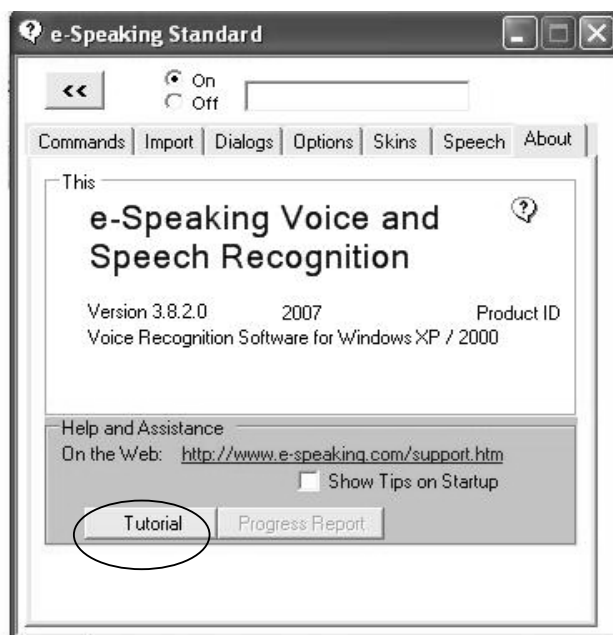 e-Speaking Standard
<<
On
Off
Commands Import Dialogs Options Skins Speech About
This
e-Speaking Voice and
Speech Recognition
Version 3.8.2.0 2007 Product ID
Voice Recognition Software for Windows XP / 2000
Help and Assistance
On the Web: http://www.e-speaking.com/support.htm
Show Tips on Startup
Tutorial Progress Report